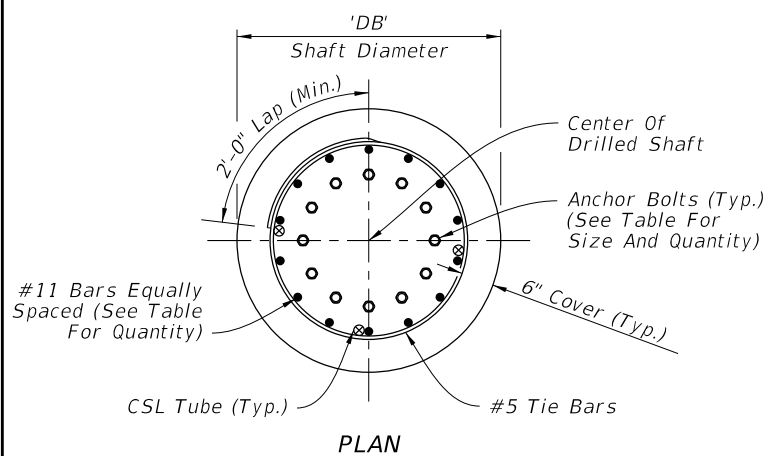 'DB'
Shaft Diameter
2'-0" Lap (Min.)
Center Of
Drilled Shaft
Anchor Bolts (Typ.)
(See Table For
Size And Quantity)
#11 Bars Equally
Spaced (See Table
For Quantity)
6" Cover (Typ.)
CSL Tube (Typ.)
#5 Tie Bars
PLAN